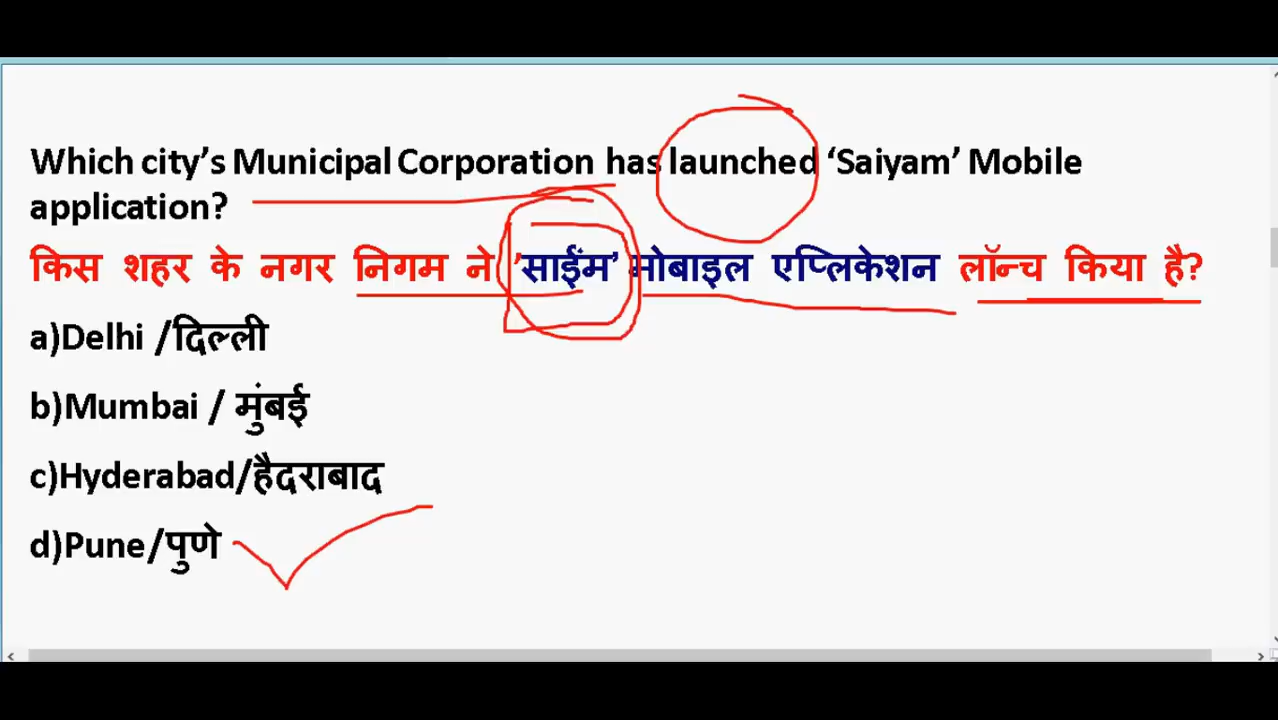 Which city’s Municipal Corporation has launched ‘Saiyam’ Mobile
application?
किस शहर के नगर निगम ने ’साईंम’ मोबाइल एप्लिकेशन लॉन्च किया है?
a)Delhi /दिल्ली
b)Mumbai / मुंबई
c)Hyderabad/हैदराबाद
d)Pune/पुणे